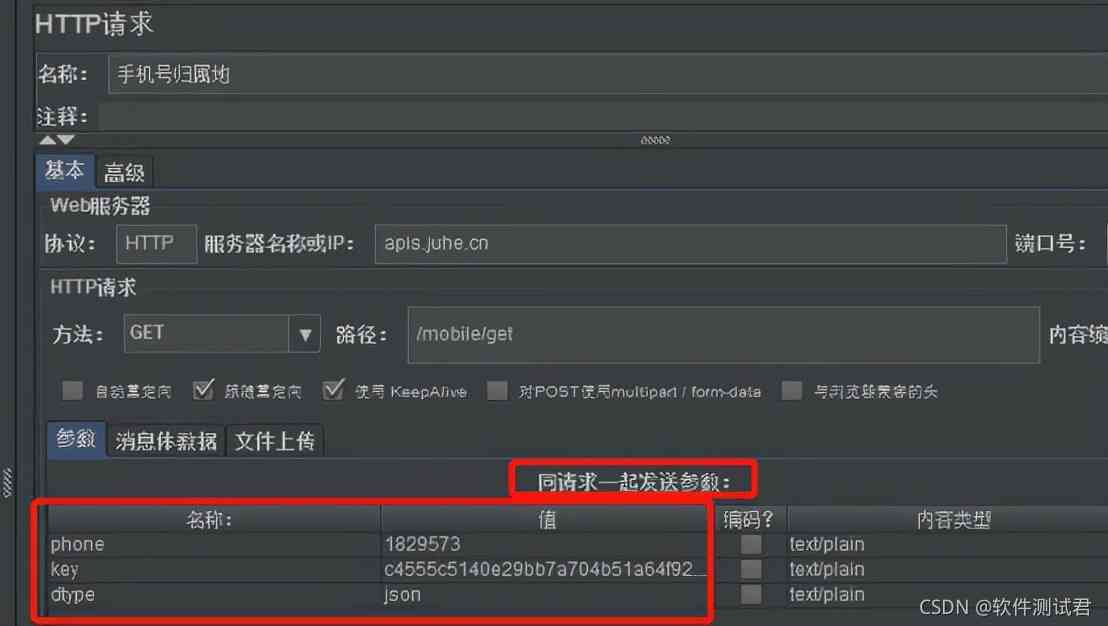 HTTP请求
名称： 手机号归属地
注释：
基本 高级
Web服务器
协议： HTTP 服务器名称或IP： apis.juhe.cn 端口号：
HTTP请求
方法： GET 路径： /mobile/get 内容编
自动重定向 跟随重定向 使用 KeepAlive 对POST使用multipart / form-data 与浏览器兼容的头
参数 消息体数据 文件上传
同请求一起发送参数：
名称： 值 编码？ 内容类型
phone 1829573 text/plain
key c4555c5140e29bb7a704b51a64f92... text/plain
dtype json text/plain
CSDN @软件测试君